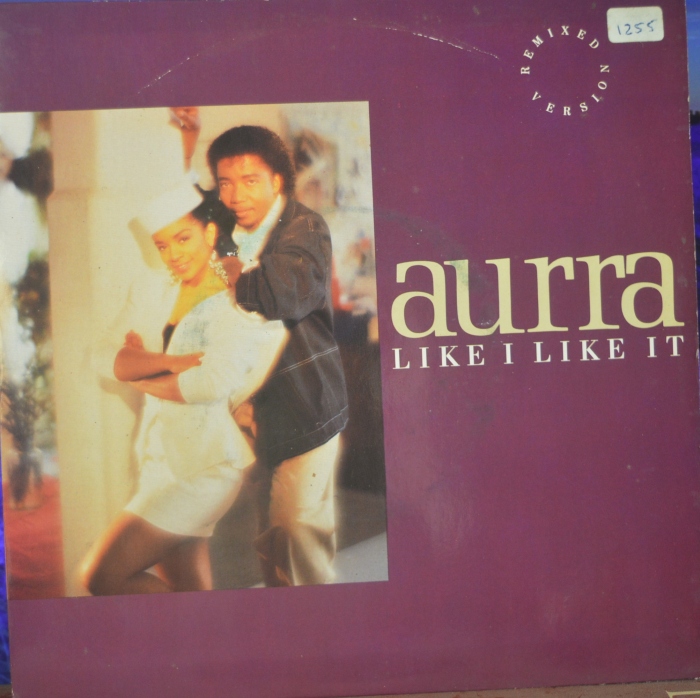 1255
REMIXED
VERSION
aurra
LIKE I LIKE IT